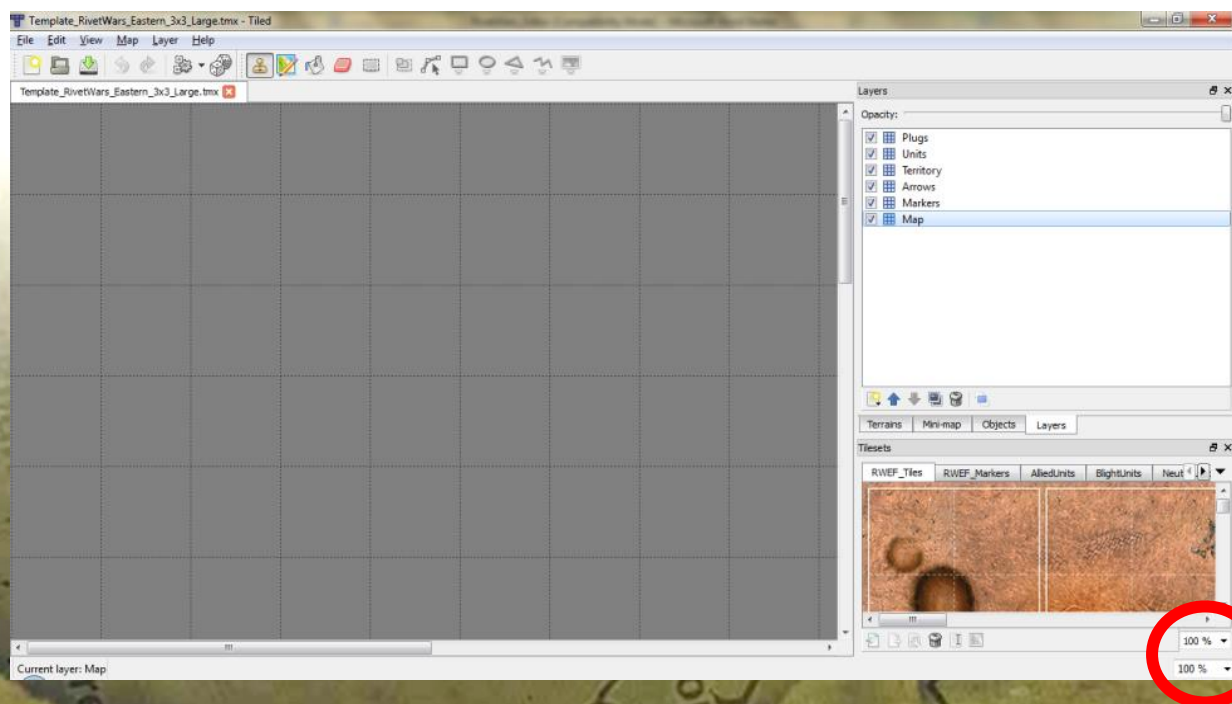 Template_RivetWars_Eastern_3x3_Large.tmx - Tiled
File Edit View Map Layer Help
Template_RivetWars_Eastern_3x3_Large.tmx
Layers
Opacity:
Plugs
Units
Territory
Arrows
Markers
Map
Terrains Mini-map Objects Layers
Tilesets
RWEF_Tiles RWEF_Markers AlliedUnits BlightUnits Neut
100 %
Current layer: Map
100 %